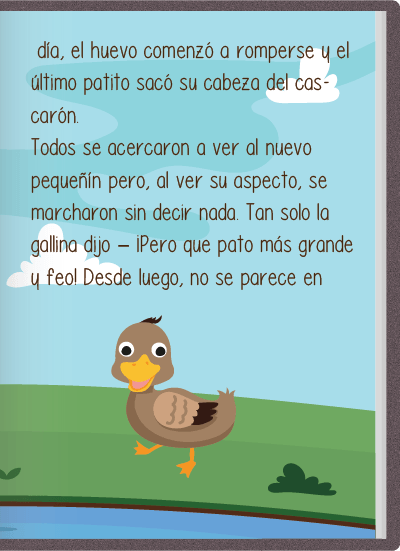 día, el huevo comenzó a romperse y el
último patito sacó su cabeza del cas-
carón.
Todos se acercaron a ver al nuevo
pequeñín pero, al ver su aspecto, se
marcharon sin decir nada. Tan solo la
gallina dijo – ¡Pero que pato más grande
y feo! Desde luego, no se parece en